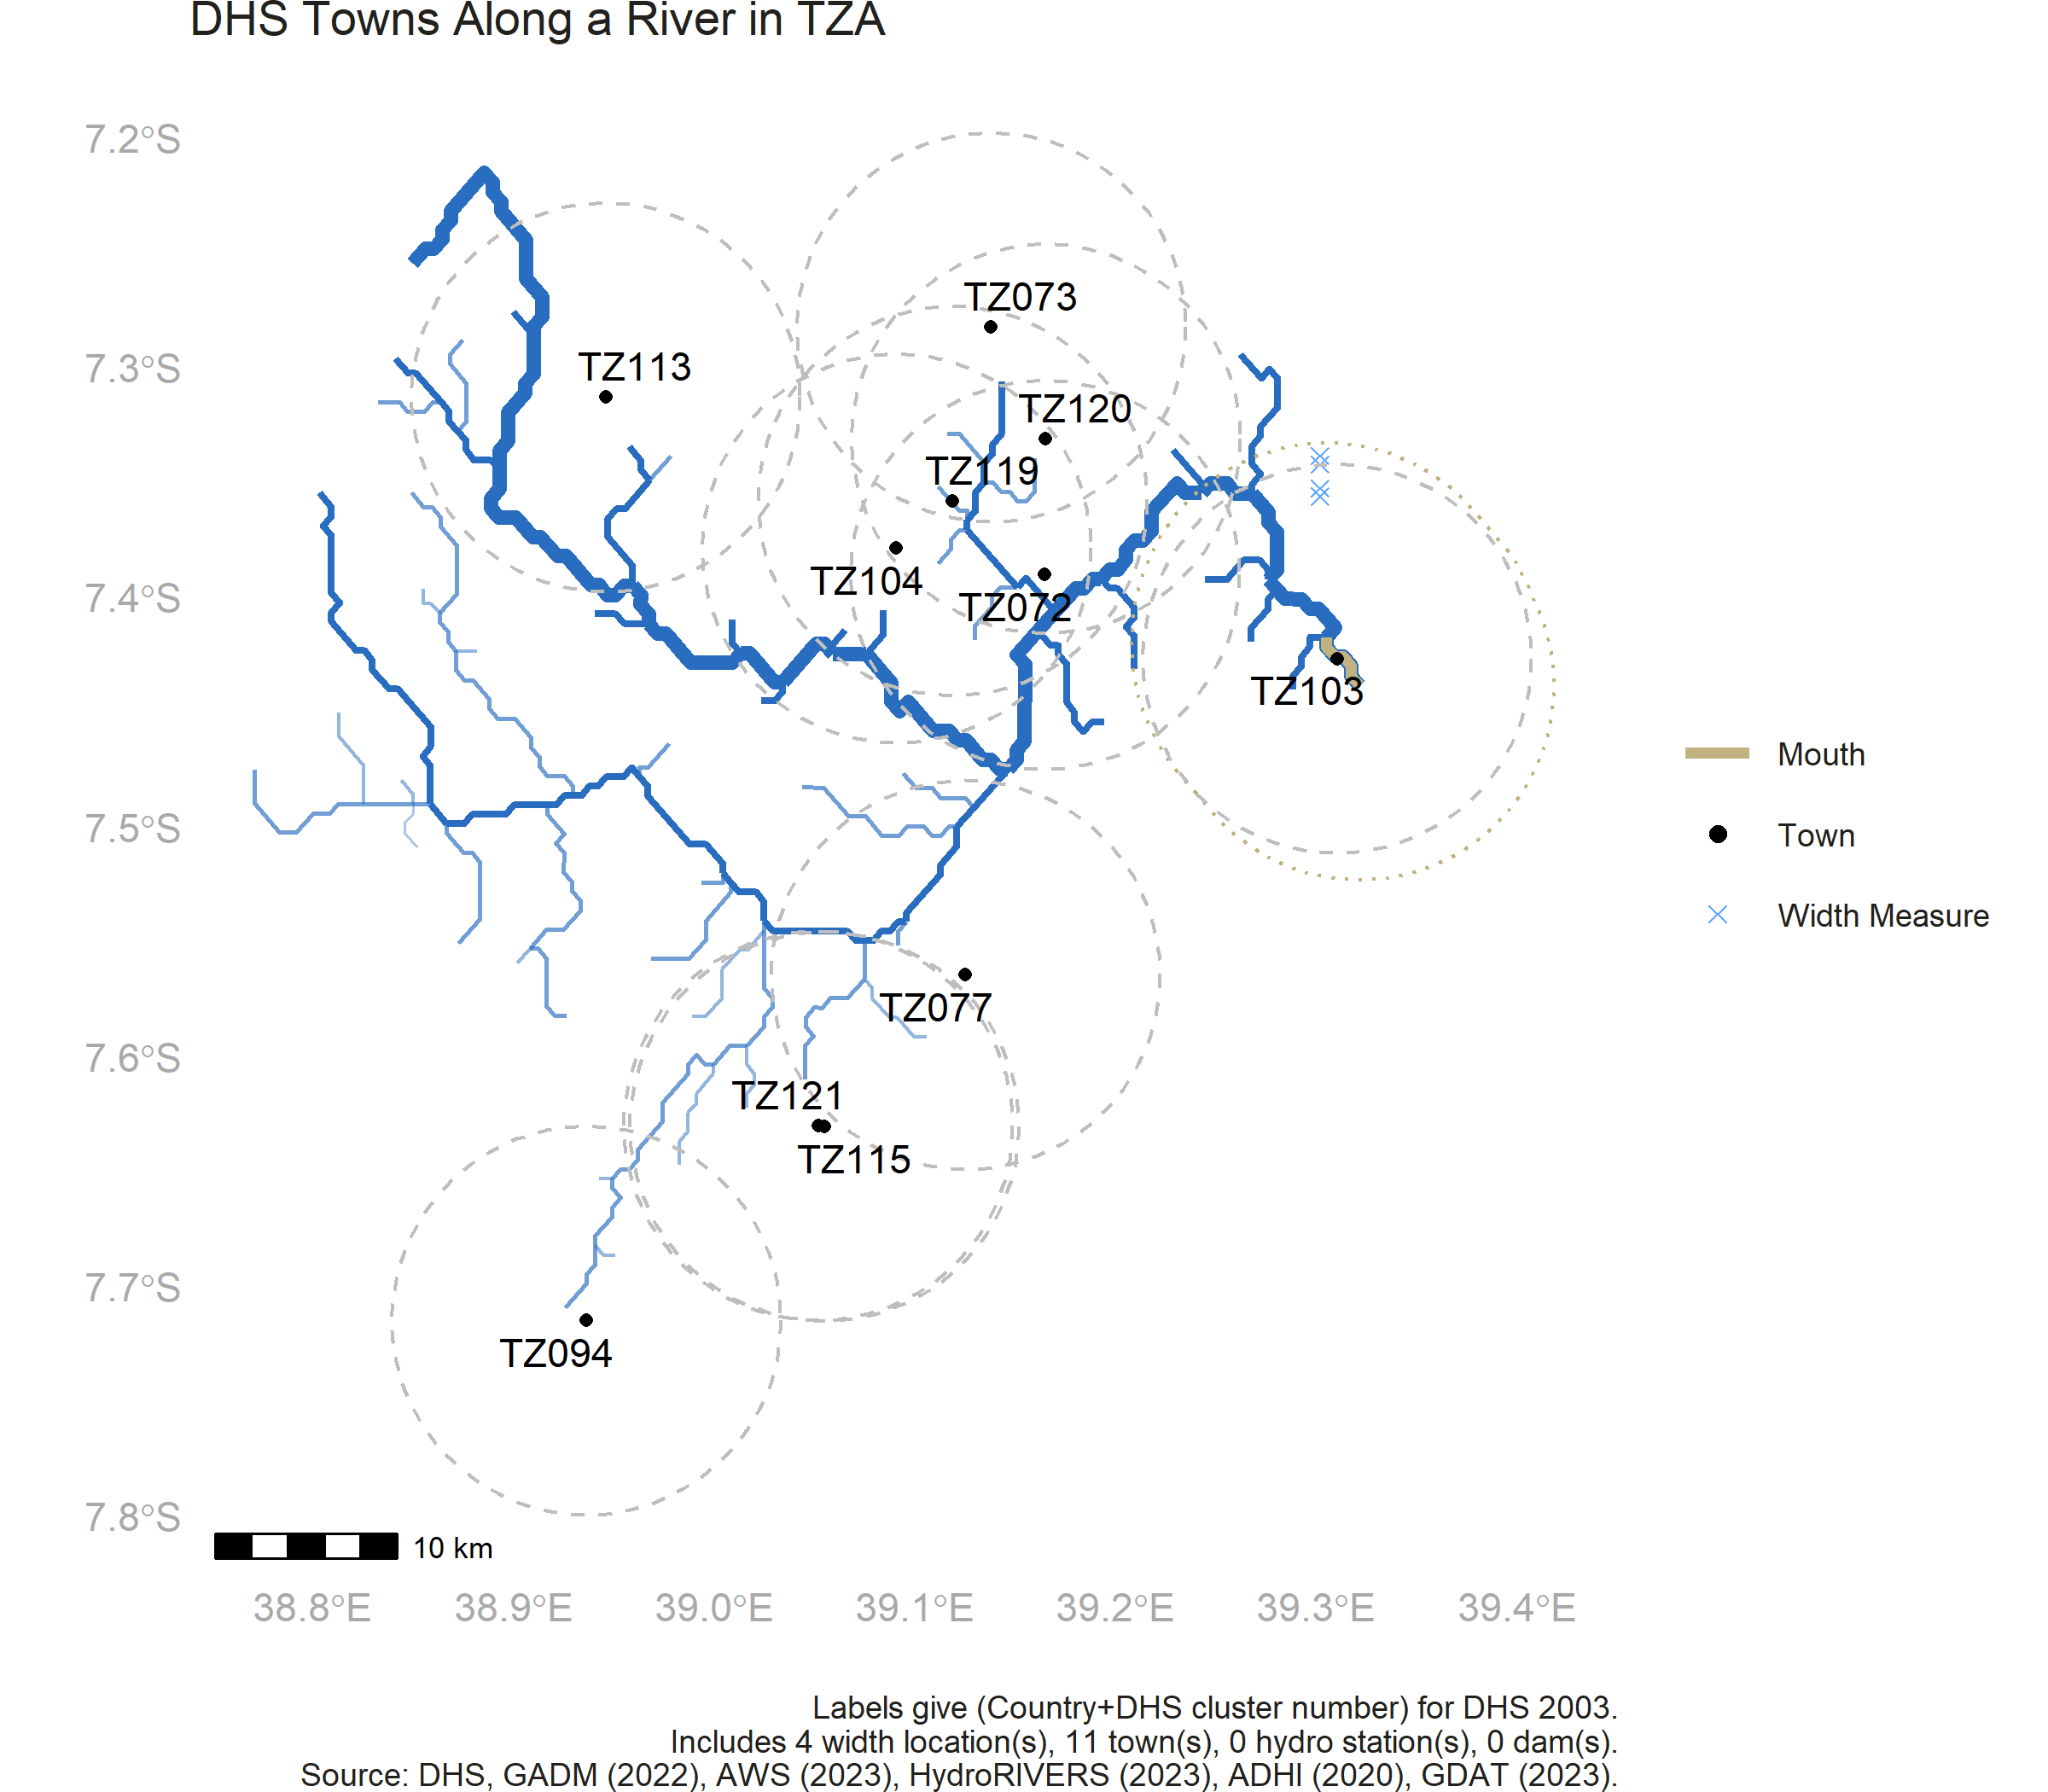 DHS Towns Along a River in TZA
7.2°S
7.3°S
7.4°S
7.5°S
7.6°S
7.7°S
7.8°S
TZ073
TZ113
TZ120
TZ119
TZ104
TZ072
TZ103
TZ077
TZ121
TZ115
TZ094
Mouth
Town
Width Measure
10 km
38.8°E 38.9°E 39.0°E 39.1°E 39.2°E 39.3°E 39.4°E
Labels give (Country+DHS cluster number) for DHS 2003.
Includes 4 width location(s), 11 town(s), 0 hydro station(s), 0 dam(s).
Source: DHS, GADM (2022), AWS (2023), HydroRIVERS (2023), ADHI (2020), GDAT (2023).